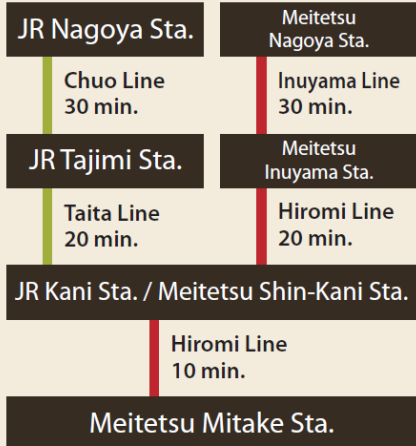 JR Nagoya Sta.
Meitetsu
Nagoya Sta.
Chuo Line
30 min.
Inuyama Line
30 min.
JR Tajimi Sta.
Meitetsu
Inuyama Sta.
Taita Line
20 min.
Hiromi Line
20 min.
JR Kani Sta. / Meitetsu Shin-Kani Sta.
Hiromi Line
10 min.
Meitetsu Mitake Sta.